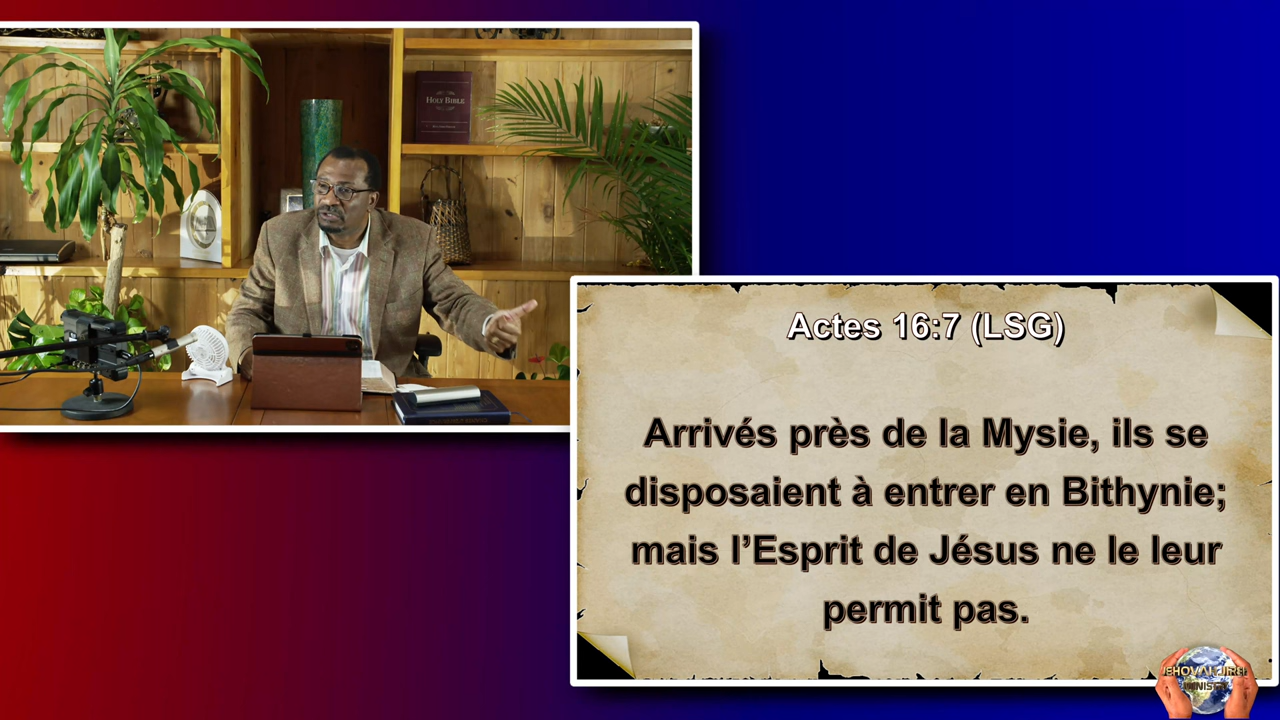 HOLY BIBLE
Actes 16:7 (LSG)
Arrivés près de la Mysie, ils se
disposaient à entrer en Bithynie;
mais l’Esprit de Jésus ne le leur
permit pas.